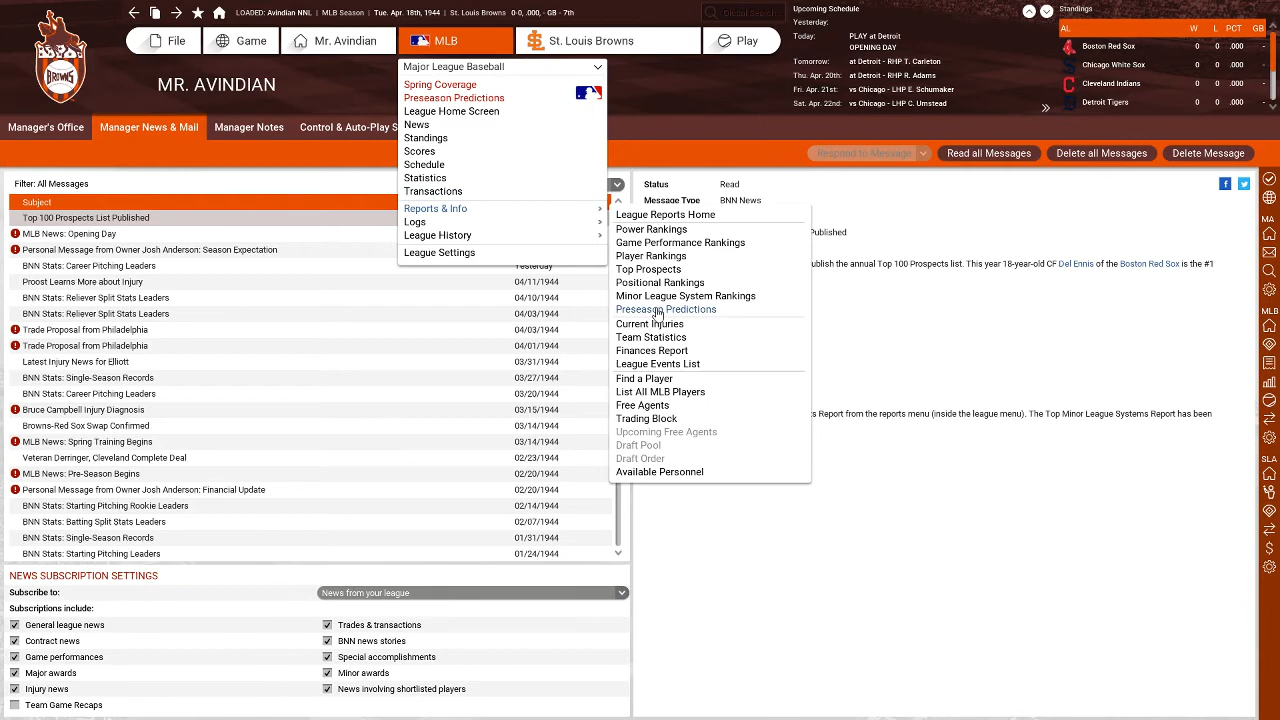 LOADED: Avindian NNL | MLB Season | Tue. Apr. 18th, 1944 | St. Louis Browns 0-0, .000, - GB - 7th
Global Search
File
Game
Mr. Avindian
MLB
St. Louis Browns
Play
BROWNS
MR. AVINDIAN
Upcoming Schedule
Yesterday:
Today: PLAY at Detroit
OPENING DAY
Tomorrow: at Detroit - RHP T. Carleton
Thu. Apr. 20th: at Detroit - RHP R. Adams
Fri. Apr. 21st: vs Chicago - LHP E. Schumaker
Sat. Apr. 22nd: vs Chicago - LHP C. Umstead
Standings
AL W L PCT GB
Boston Red Sox 0 0 .000
Chicago White Sox 0 0 .000
Cleveland Indians 0 0 .000
Detroit Tigers 0 0 .000
Manager's Office
Manager News & Mail
Manager Notes
Control & Auto-Play S
Respond to Message
Read all Messages
Delete all Messages
Delete Message
Major League Baseball
Spring Coverage
Preseason Predictions
League Home Screen
News
Standings
Scores
Schedule
Statistics
Transactions
Reports & Info
Logs
League History
League Settings
League Reports Home
Power Rankings
Game Performance Rankings
Player Rankings
Top Prospects
Positional Rankings
Minor League System Rankings
Preseason Predictions
Current Injuries
Team Statistics
Finances Report
League Events List
Find a Player
List All MLB Players
Free Agents
Trading Block
Upcoming Free Agents
Draft Pool
Draft Order
Available Personnel
Filter: All Messages
Subject
Top 100 Prospects List Published
MLB News: Opening Day
Personal Message from Owner Josh Anderson: Season Expectation
BNN Stats: Career Pitching Leaders Yesterday
Proost Learns More about Injury 04/11/1944
BNN Stats: Reliever Split Stats Leaders 04/10/1944
BNN Stats: Reliever Split Stats Leaders 04/03/1944
Trade Proposal from Philadelphia 04/03/1944
Trade Proposal from Philadelphia 04/01/1944
Latest Injury News for Elliott 03/31/1944
BNN Stats: Single-Season Records 03/27/1944
BNN Stats: Career Pitching Leaders 03/20/1944
Bruce Campbell Injury Diagnosis 03/15/1944
Browns-Red Sox Swap Confirmed 03/14/1944
MLB News: Spring Training Begins 03/14/1944
Veteran Derringer, Cleveland Complete Deal 02/23/1944
MLB News: Pre-Season Begins 02/20/1944
Personal Message from Owner Josh Anderson: Financial Update 02/20/1944
BNN Stats: Starting Pitching Rookie Leaders 02/14/1944
BNN Stats: Batting Split Stats Leaders 02/07/1944
BNN Stats: Single-Season Records 01/31/1944
BNN Stats: Starting Pitching Leaders 01/24/1944
Status Read
Message Type BNN News
Published
publish the annual Top 100 Prospects list. This year 18-year-old CF Del Ennis of the Boston Red Sox is the #1
s Report from the reports menu (inside the league menu). The Top Minor League Systems Report has been
NEWS SUBSCRIPTION SETTINGS
Subscribe to: News from your league
Subscriptions include:
General league news Trades & transactions
Contract news BNN news stories
Game performances Special accomplishments
Major awards Minor awards
Injury news News involving shortlisted players
Team Game Recaps
MA
MLB
SLA